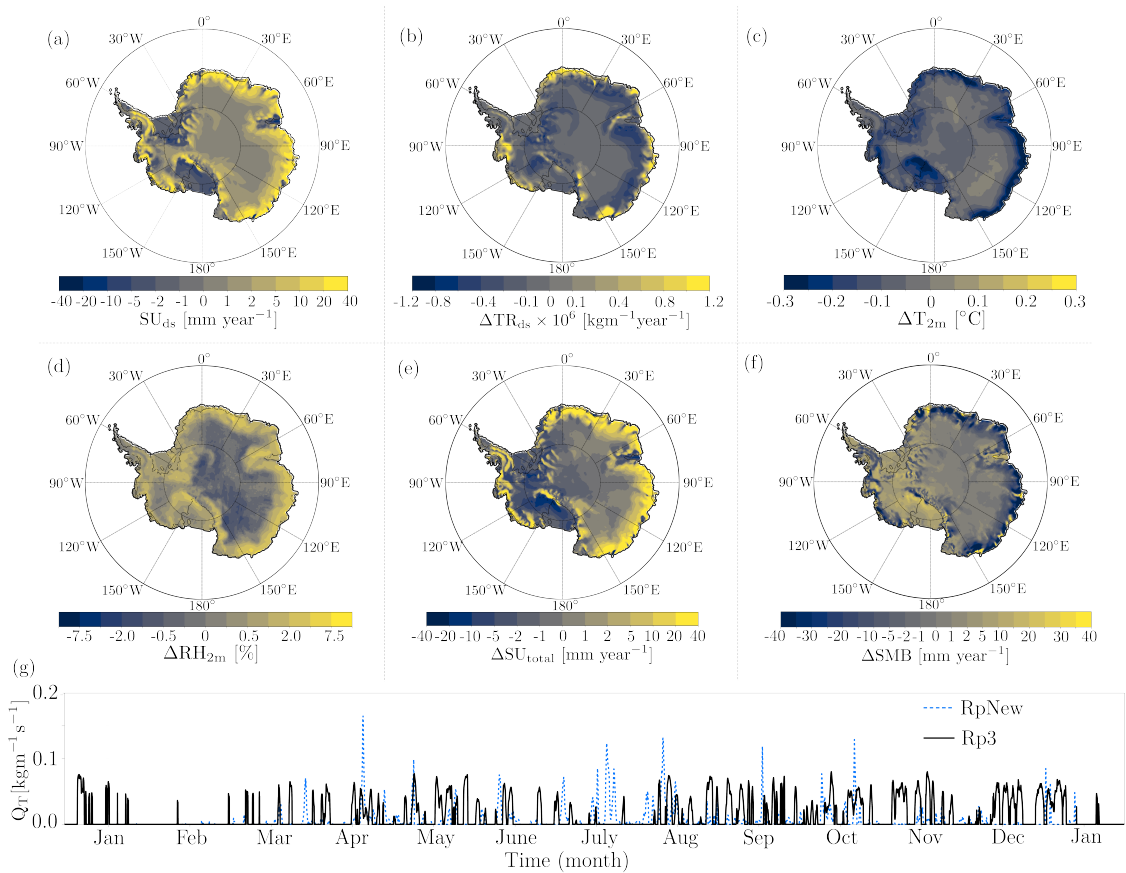 (a)
0°
30°W
30°E
60°W
60°E
90°W
90°E
120°W
120°E
150°W
150°E
180°
-40 -20 -10 -5 -2 -1 0 1 2 5 10 20 40
SU_ds [mm year⁻¹]
(b)
0°
30°W
30°E
60°W
60°E
90°W
90°E
120°W
120°E
150°W
150°E
180°
-1.2 -0.8 -0.4 -0.1 0 0.1 0.4 0.8 1.2
ΔTR_ds × 10⁶ [kgm⁻¹year⁻¹]
(c)
0°
30°W
30°E
60°W
60°E
90°W
90°E
120°W
120°E
150°W
150°E
180°
-0.3 -0.2 -0.1 0 0.1 0.2 0.3
ΔT_2m [°C]
(d)
0°
30°W
30°E
60°W
60°E
90°W
90°E
120°W
120°E
150°W
150°E
180°
-7.5 -2.0 -0.5 0 0.5 2.0 7.5
ΔRH_2m [%]
(e)
0°
30°W
30°E
60°W
60°E
90°W
90°E
120°W
120°E
150°W
150°E
180°
-40 -20 -10 -5 -2 -1 0 1 2 5 10 20 40
ΔSU_total [mm year⁻¹]
(f)
0°
30°W
30°E
60°W
60°E
90°W
90°E
120°W
120°E
150°W
150°E
180°
-40 -30 -20 -10 -5 -2 -1 0 1 2 5 10 20 30 40
ΔSMB [mm year⁻¹]
(g)
Q_T [kgm⁻¹s⁻¹]
0.2
0.1
0.0
RpNew
Rp3
Jan Feb Mar Apr May June July Aug Sep Oct Nov Dec Jan
Time (month)